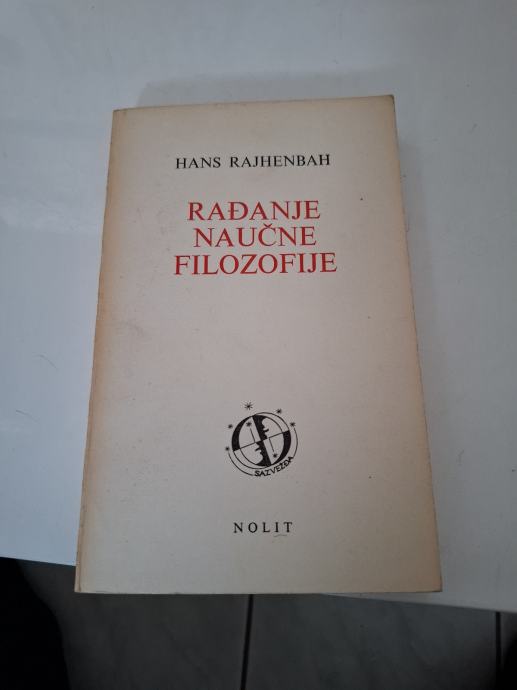 HANS RAJHENBAH
RAĐANJE
NAUČNE
FILOZOFIJE
SAZVEŽĐA
NOLIT